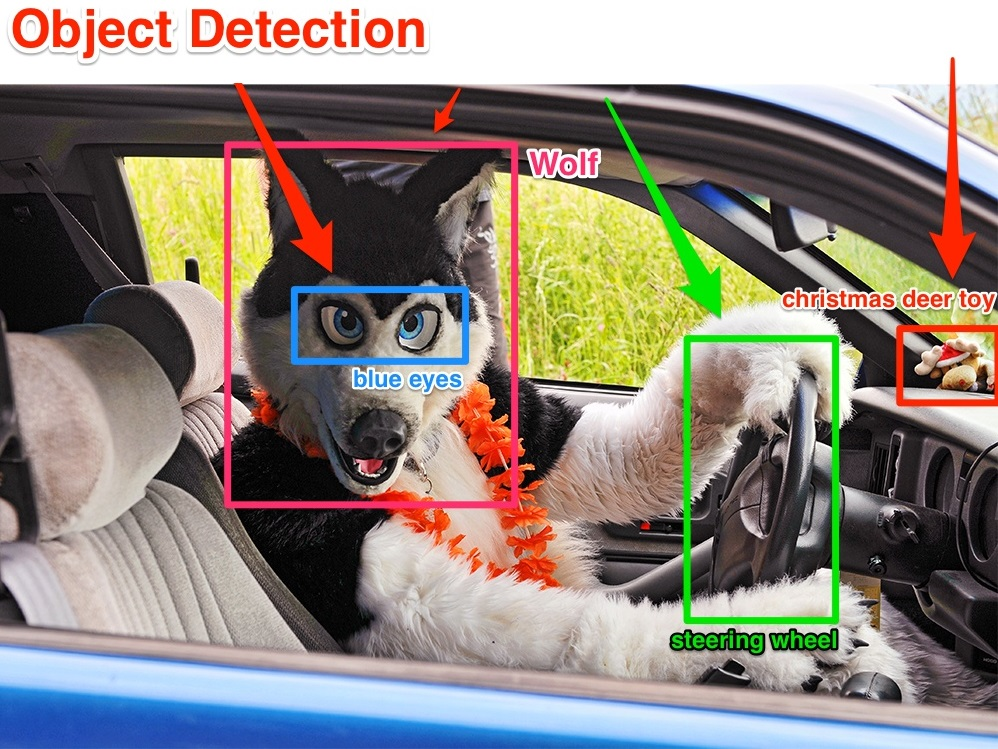 Object Detection
Wolf
christmas deer toy
blue eyes
steering wheel